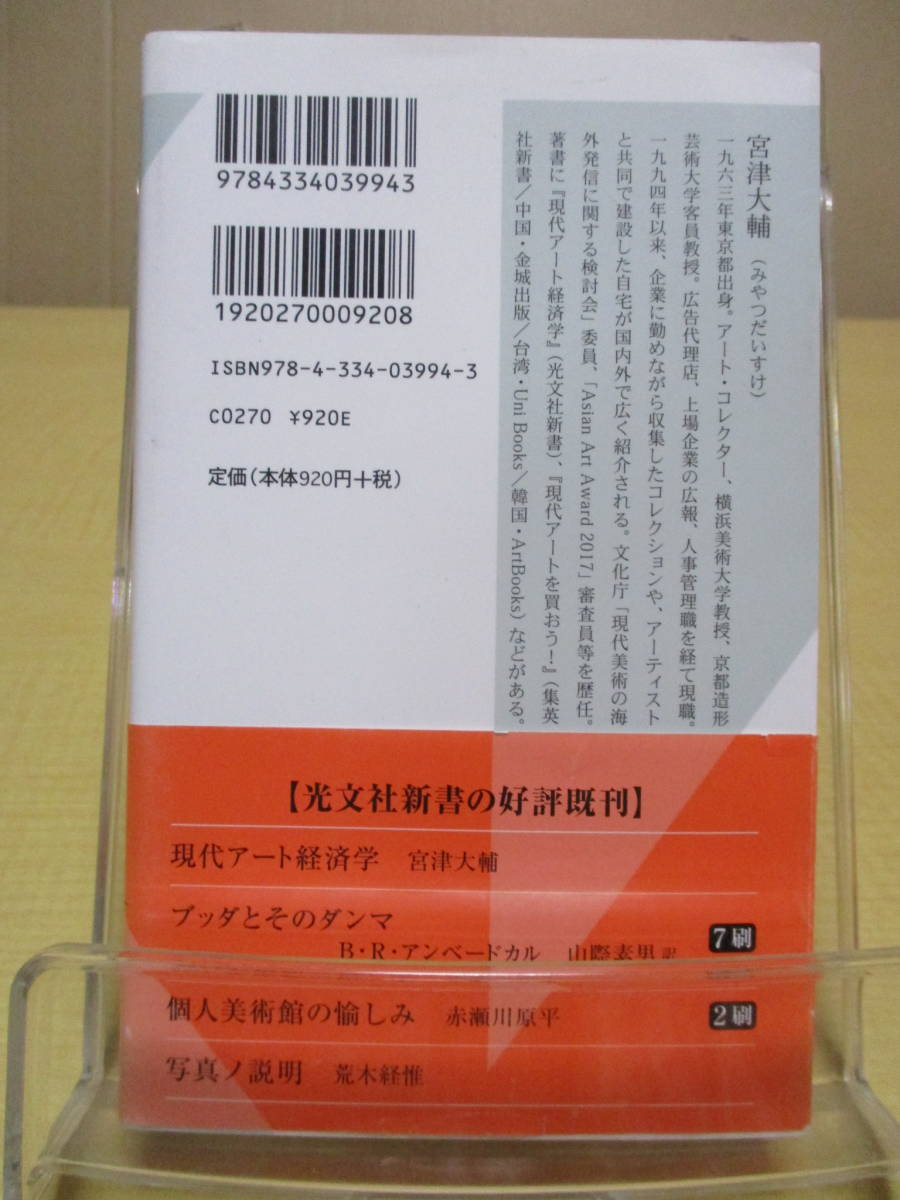 9784334039943
1920270009208
ISBN978-4-334-03994-3
C0270 ¥920E
定価(本体920円+税)
宮津大輔(みやつだいすけ)
一九六三年東京都出身。アート・コレクター、横浜美術大学教授、京都造形
芸術大学客員教授。広告代理店、上場企業の広報、人事管理職を経て現職。
一九九四年以来、企業に勤めながら収集したコレクションや、アーティスト
と共同で建設した自宅が国内外で広く紹介される。文化庁「現代美術の海
外発信に関する検討会」委員、「Asian Art Award 2017」審査員等を歴任。
著書に『現代アート経済学』(光文社新書)、『現代アートを買おう!』(集英
社新書/中国・金城出版/台湾・Uni Books/韓国・ArtBooks)などがある。
【光文社新書の好評既刊】
現代アート経済学 宮津大輔
ブッダとそのダンマ
B・R・アンベードカル 山際素男訳 7刷
個人美術館の愉しみ 赤瀬川原平 2刷
写真ノ説明 荒木経惟